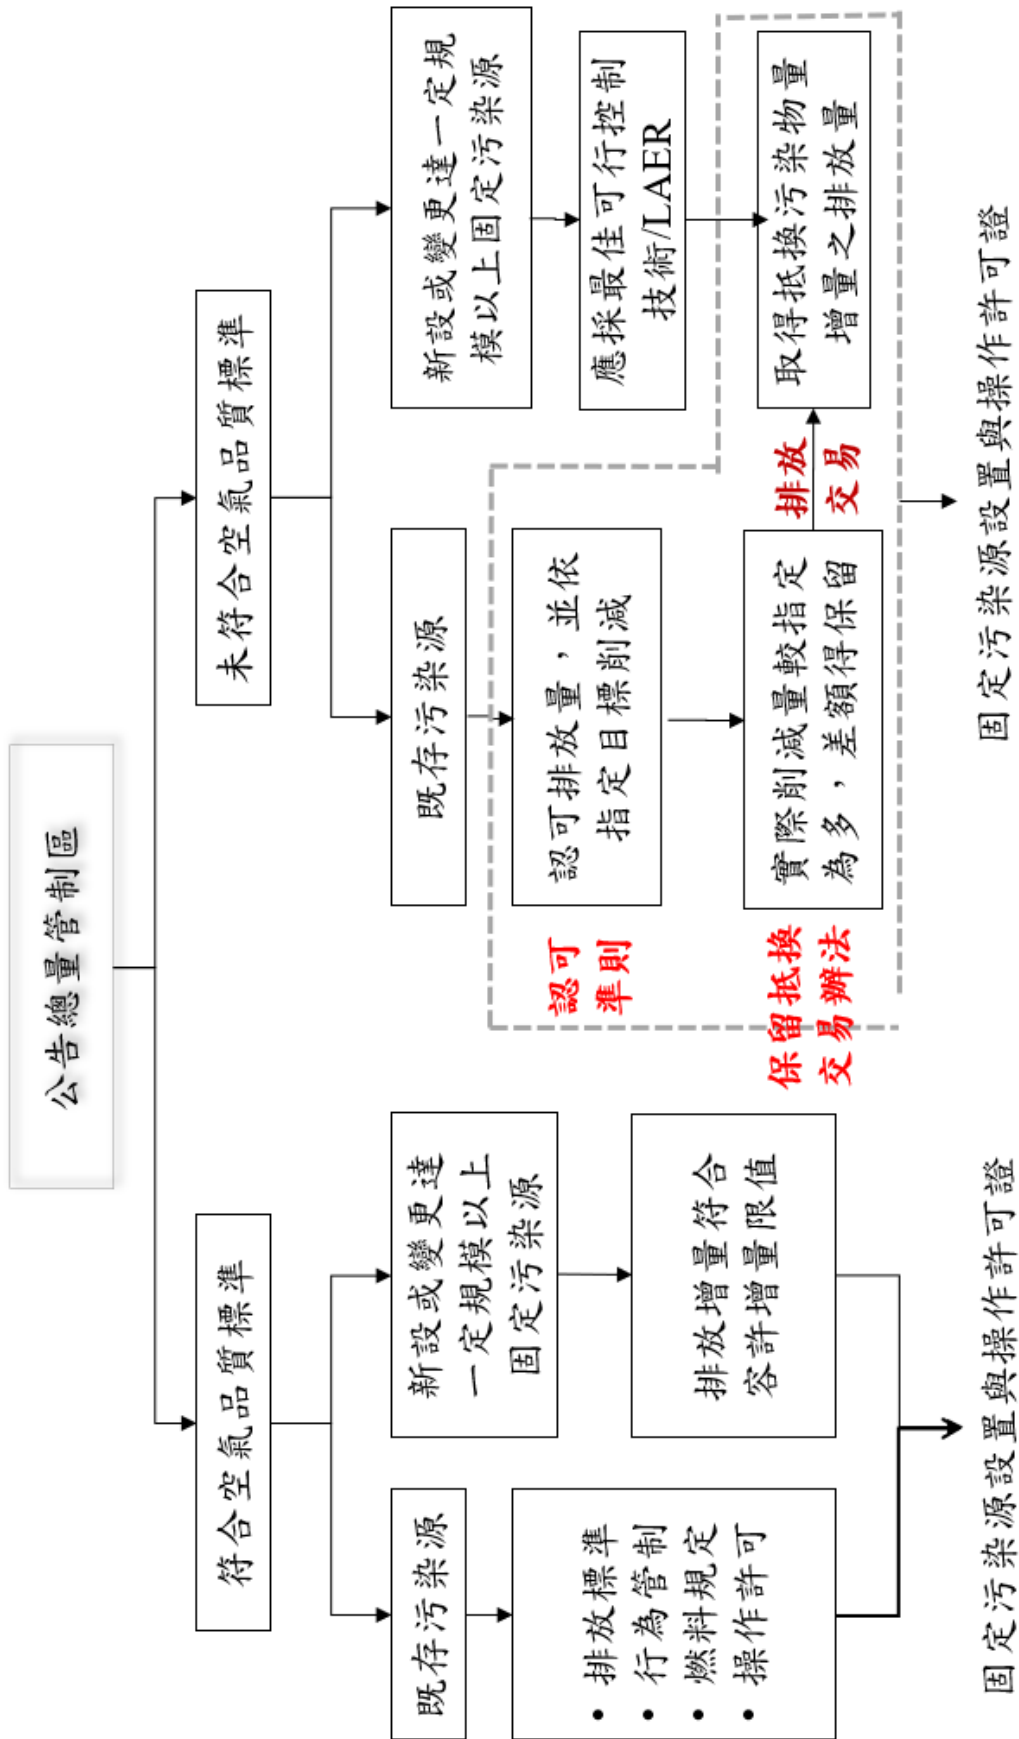 公告總量管制區
符合空氣品質標準
未符合空氣品質標準
既存污染源
新設或變更達
一定規模以上
固定污染源
既存污染源
新設或變更達一定規
模以上固定污染源
• 排放標準
• 行為管制
• 燃料規定
• 操作許可
排放增量符合
容許增量限值
認可
準則
認可排放量，並依
指定目標削減
應採最佳可行控制
技術/LAER
保留抵換
交易辦法
實際削減量較指定
為多，差額得保留
排放
交易
取得抵換污染物量
增量之排放量
固定污染源設置與操作許可證
固定污染源設置與操作許可證